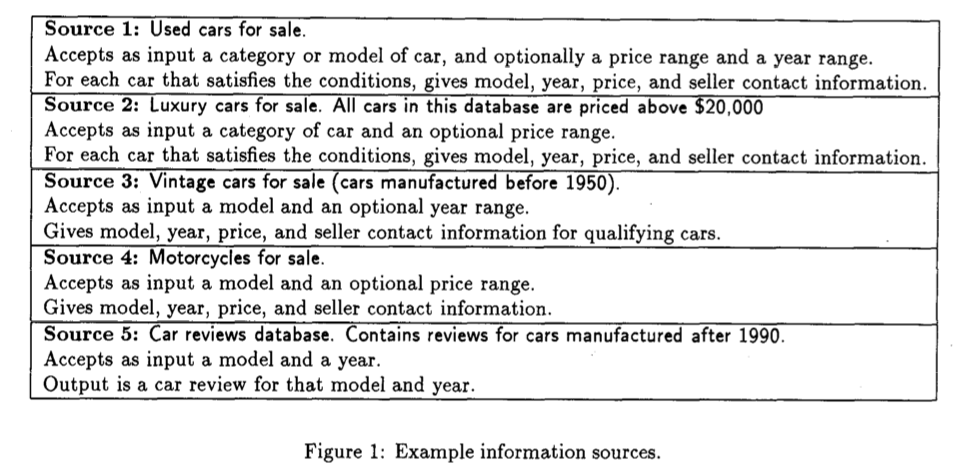 Source 1: Used cars for sale.
Accepts as input a category or model of car, and optionally a price range and a year range.
For each car that satisfies the conditions, gives model, year, price, and seller contact information.
Source 2: Luxury cars for sale. All cars in this database are priced above $20,000
Accepts as input a category of car and an optional price range.
For each car that satisfies the conditions, gives model, year, price, and seller contact information.
Source 3: Vintage cars for sale (cars manufactured before 1950).
Accepts as input a model and an optional year range.
Gives model, year, price, and seller contact information for qualifying cars.
Source 4: Motorcycles for sale.
Accepts as input a model and an optional price range.
Gives model, year, price, and seller contact information.
Source 5: Car reviews database. Contains reviews for cars manufactured after 1990.
Accepts as input a model and a year.
Output is a car review for that model and year.
Figure 1: Example information sources.